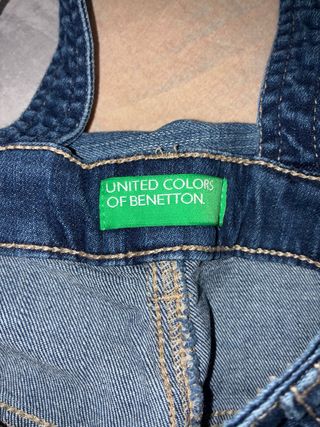 UNITED COLORS
OF BENETTON.